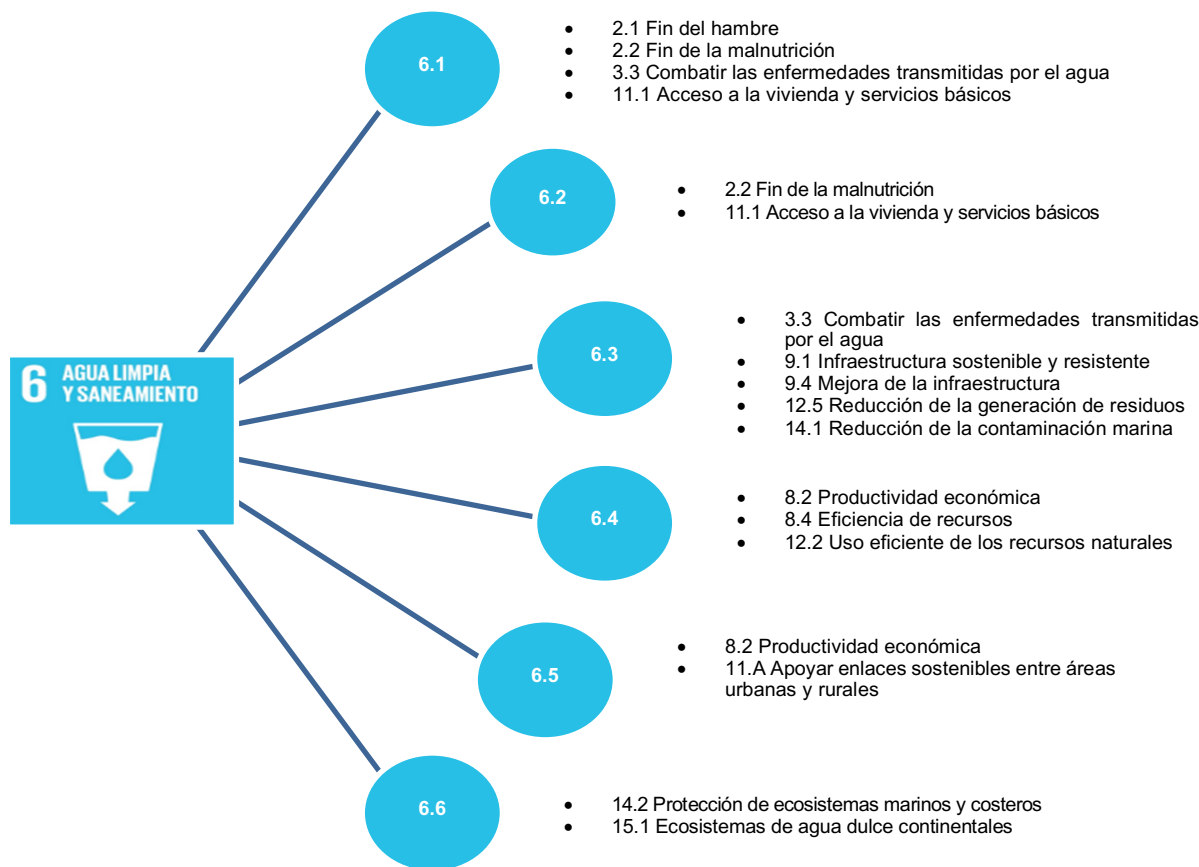 6.1
• 2.1 Fin del hambre
• 2.2 Fin de la malnutrición
• 3.3 Combatir las enfermedades transmitidas por el agua
• 11.1 Acceso a la vivienda y servicios básicos
6.2
• 2.2 Fin de la malnutrición
• 11.1 Acceso a la vivienda y servicios básicos
6 AGUA LIMPIA
Y SANEAMIENTO
6.3
• 3.3 Combatir las enfermedades transmitidas
por el agua
• 9.1 Infraestructura sostenible y resistente
• 9.4 Mejora de la infraestructura
• 12.5 Reducción de la generación de residuos
• 14.1 Reducción de la contaminación marina
6.4
• 8.2 Productividad económica
• 8.4 Eficiencia de recursos
• 12.2 Uso eficiente de los recursos naturales
6.5
• 8.2 Productividad económica
• 11.A Apoyar enlaces sostenibles entre áreas
urbanas y rurales
6.6
• 14.2 Protección de ecosistemas marinos y costeros
• 15.1 Ecosistemas de agua dulce continentales